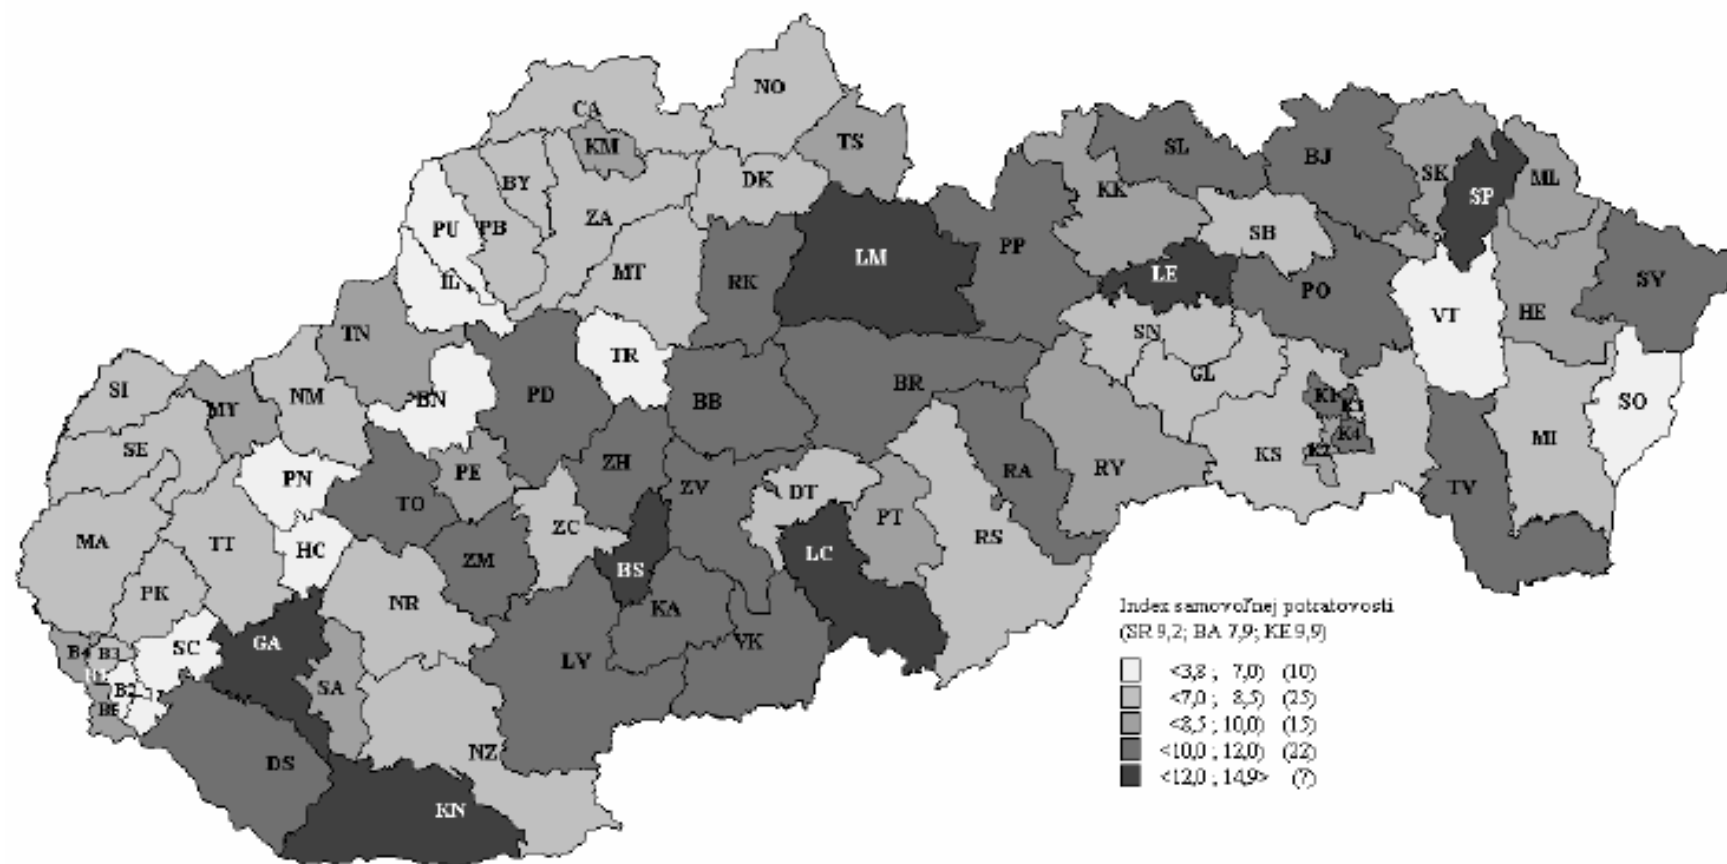 NO
CA
KM
TS
SL
BJ
SK
ML
SP
BY
DK
KK
PU
PB
ZA
SB
LM
PP
IL
MT
RK
LE
PO
SV
VT
HE
TN
SN
TR
GL
SI
BN
PD
BR
NM
MY
BB
K1
K3
SO
SE
K4
MI
PN
PE
ZH
RV
KS
K2
TO
ZV
DT
RA
TV
MA
TT
HC
ZC
PT
RS
ZM
BS
LC
PK
NR
KA
GA
SC
VK
B4
B3
LV
B2
SA
B5
NZ
DS
KN
Index samovoľnej potratovosti
(SR 9,2; BA 7,9; KE 9,9)
<3,8 ; 7,0) (10)
<7,0 ; 8,5) (25)
<8,5 ; 10,0) (15)
<10,0 ; 12,0) (22)
<12,0 ; 14,9> (7)